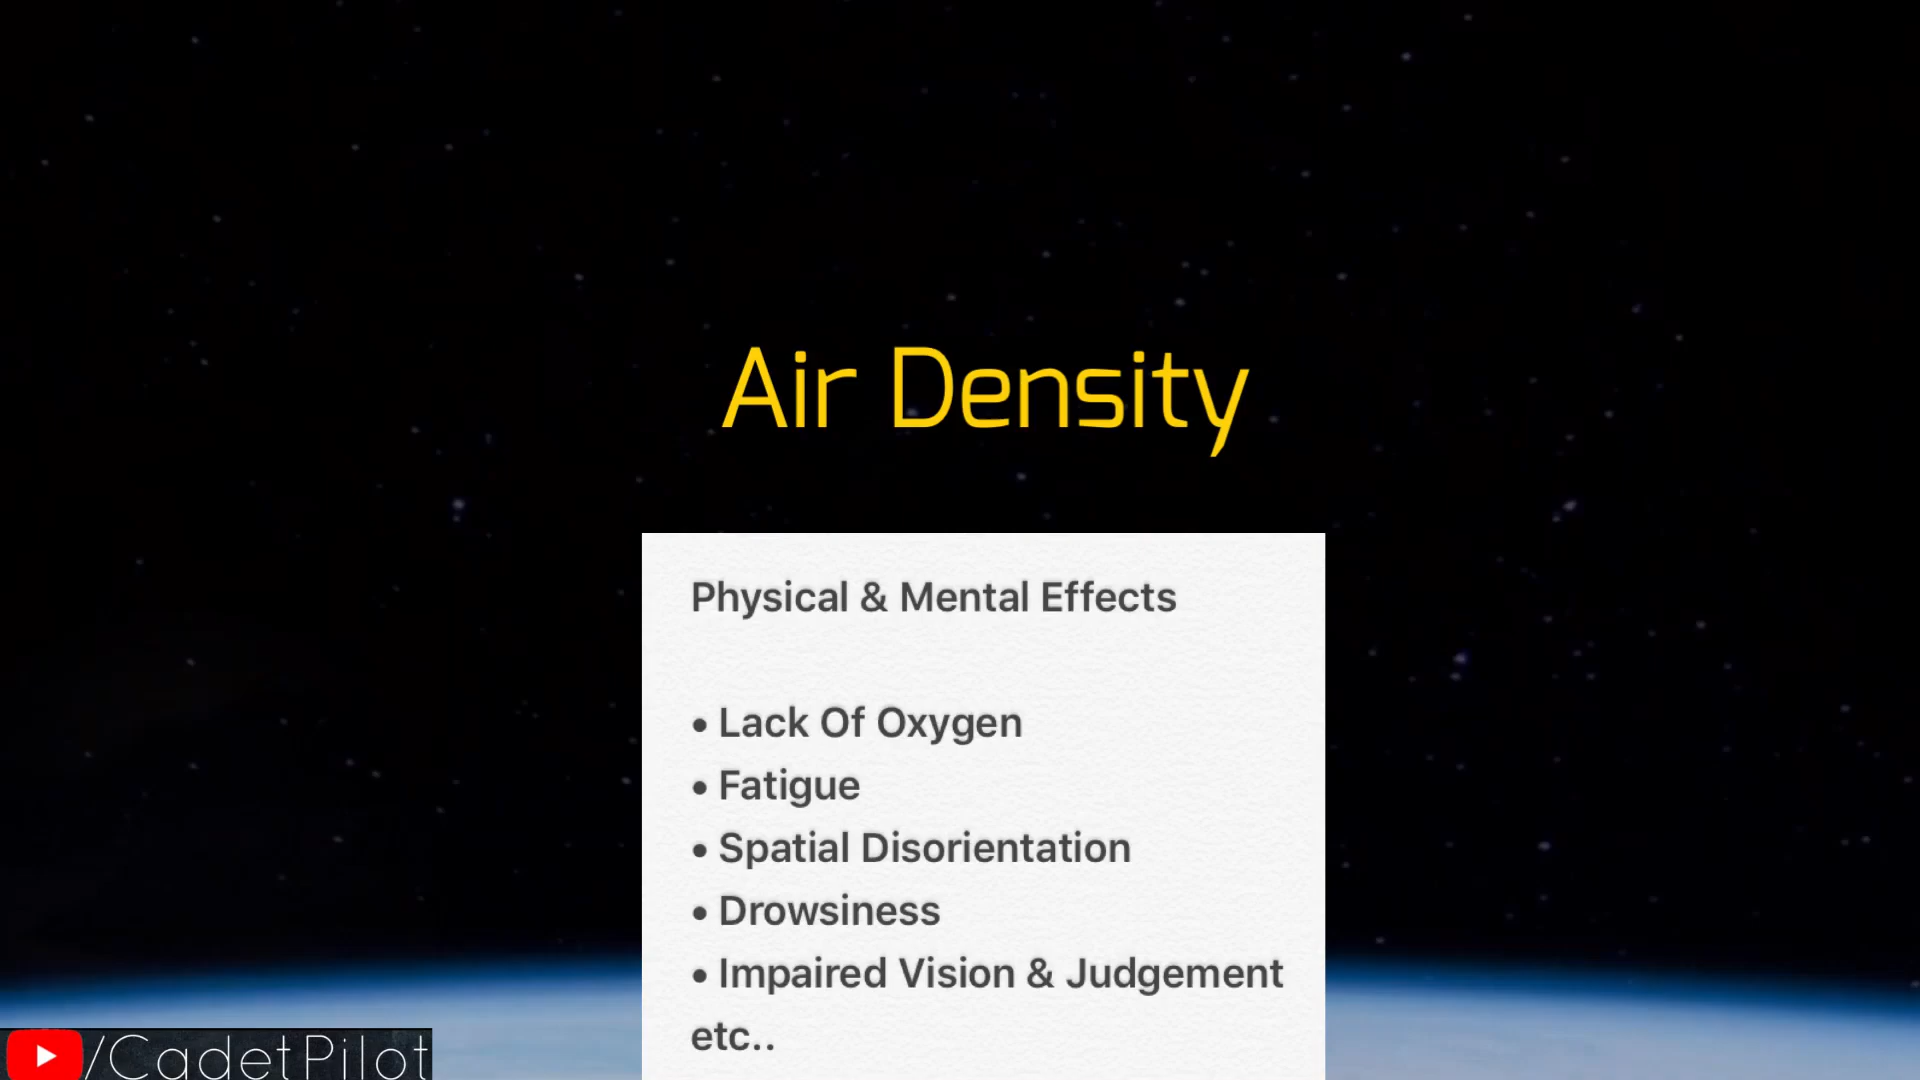 Air Density
Physical & Mental Effects
• Lack Of Oxygen
• Fatigue
• Spatial Disorientation
• Drowsiness
• Impaired Vision & Judgement
etc..
/CadetPilot